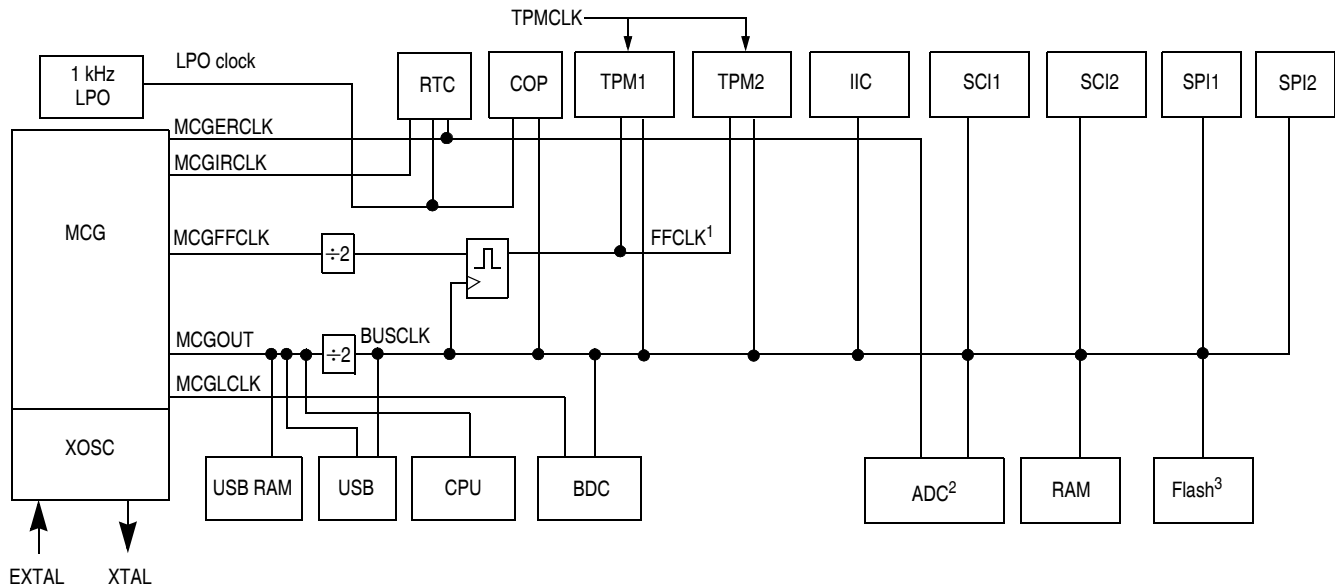 TPMCLK
1 kHz
LPO
LPO clock
RTC
COP
TPM1
TPM2
IIC
SCI1
SCI2
SPI1
SPI2
MCGERCLK
MCGIRCLK
MCG
MCGFFCLK
÷2
FFCLK¹
MCGOUT
÷2
BUSCLK
MCGLCLK
XOSC
USB RAM
USB
CPU
BDC
ADC²
RAM
Flash³
EXTAL
XTAL